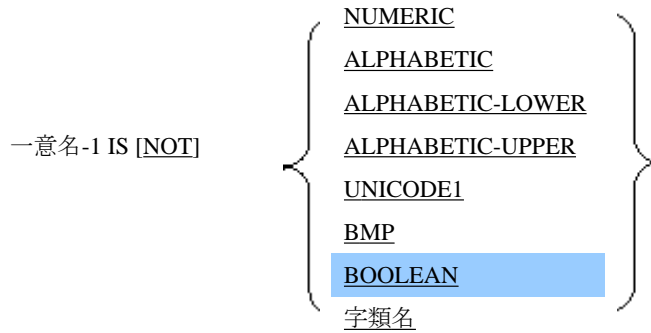 NUMERIC
ALPHABETIC
ALPHABETIC-LOWER
一意名-1 IS [NOT] ALPHABETIC-UPPER
UNICODE1
BMP
BOOLEAN
字類名